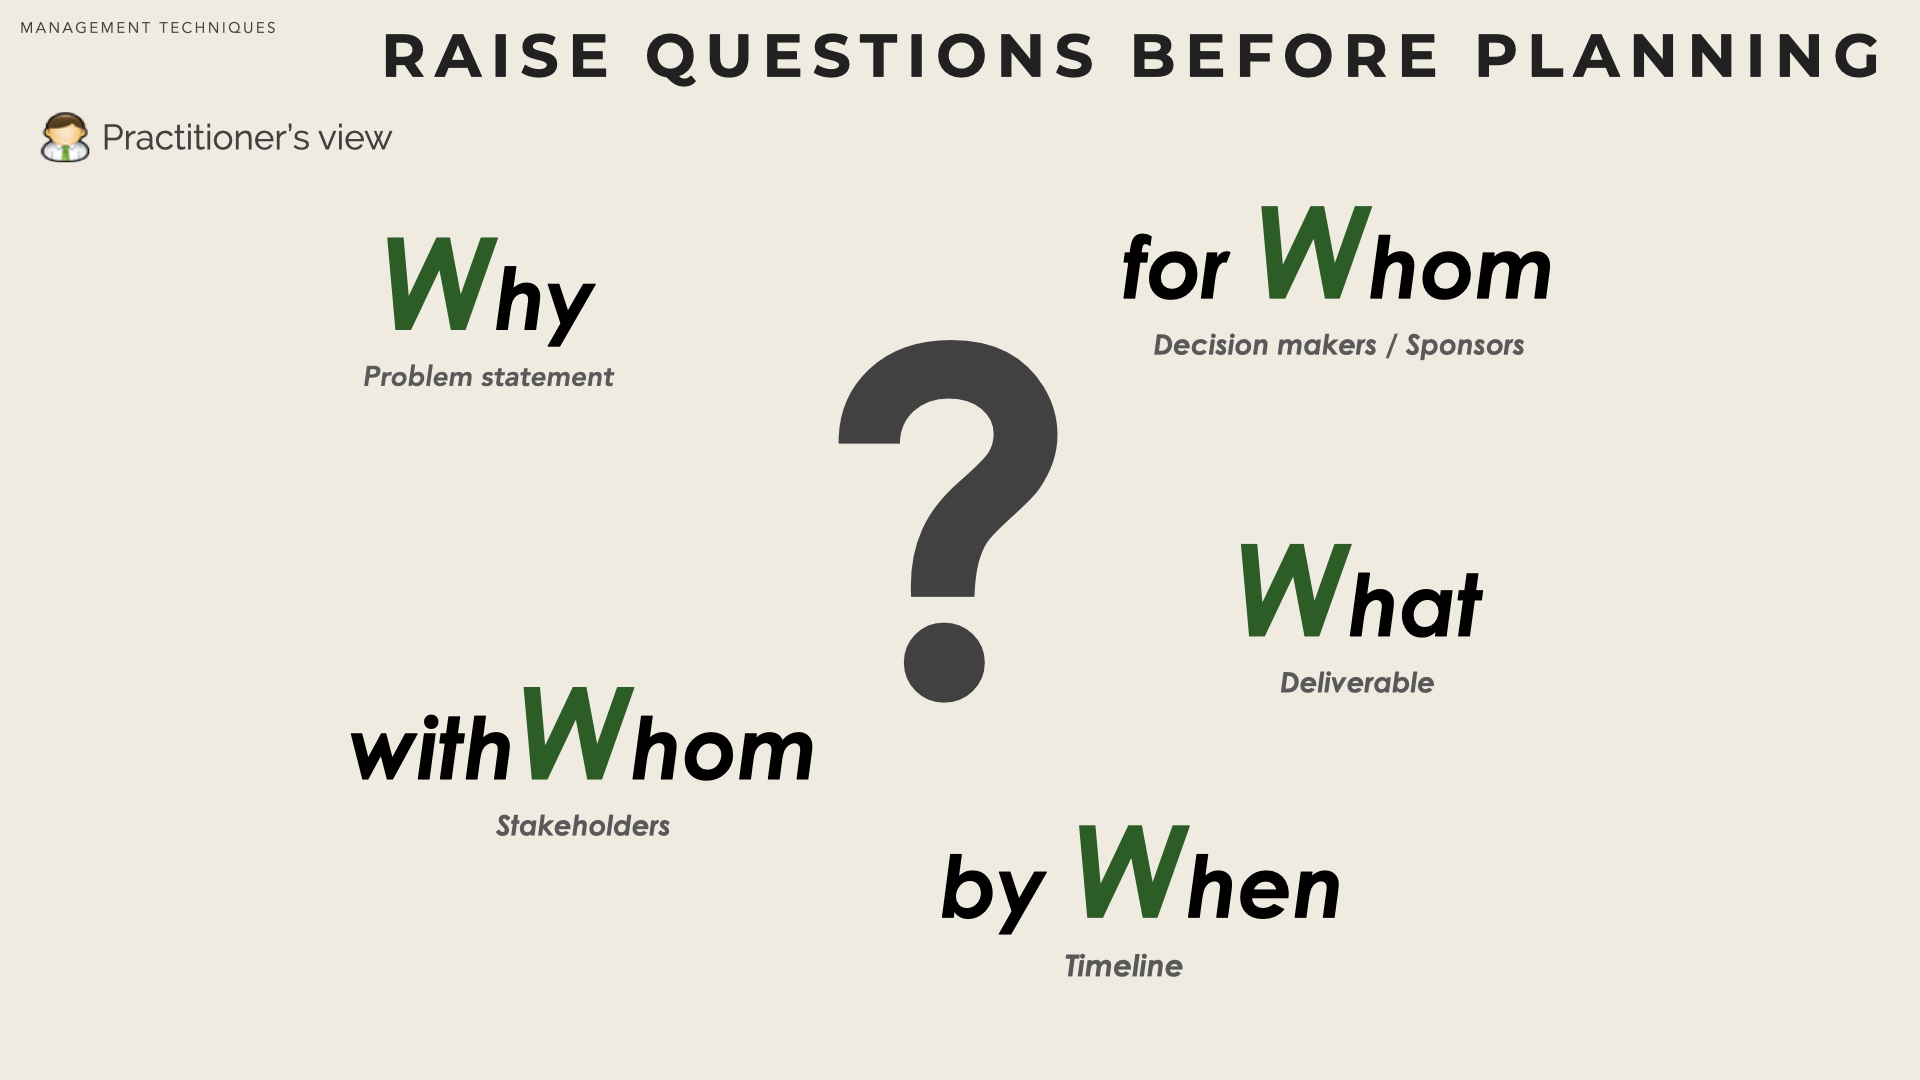 MANAGEMENT TECHNIQUES
RAISE QUESTIONS BEFORE PLANNING
Practitioner's view
Why
Problem statement
for Whom
Decision makers / Sponsors
?
What
Deliverable
withWhom
Stakeholders
by When
Timeline